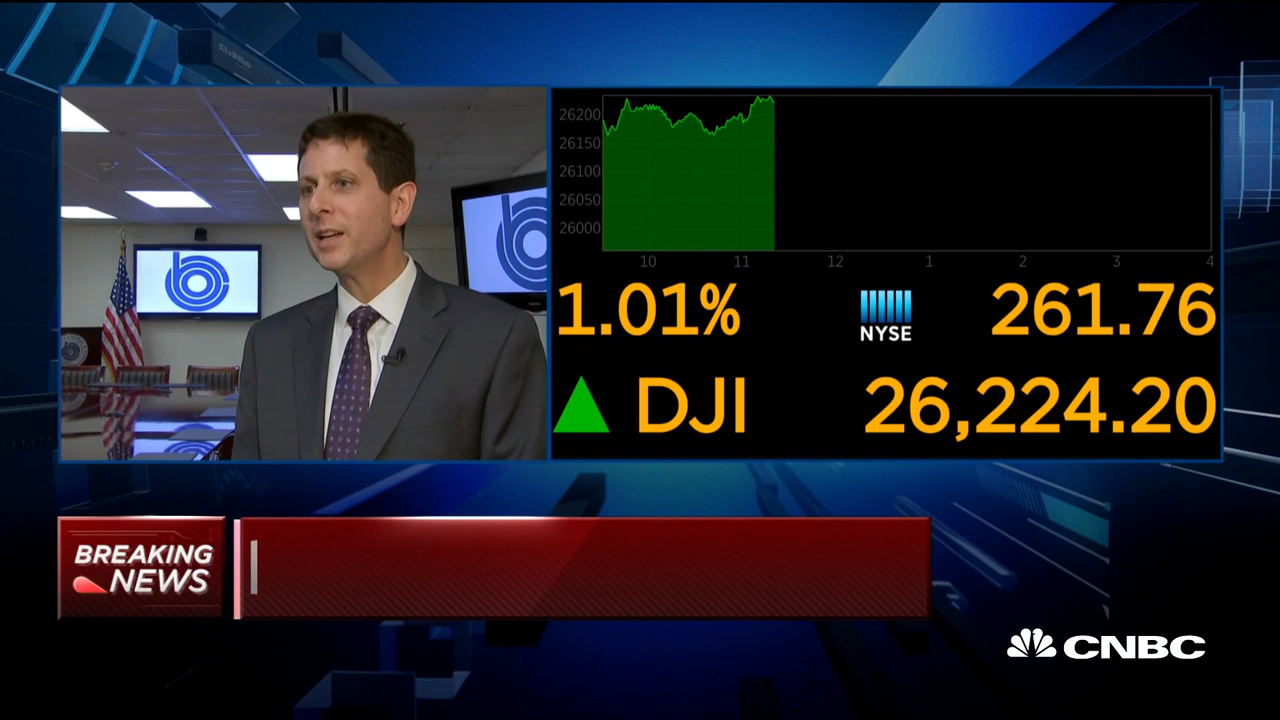 26200
26150
26100
26050
26000
10 11 12 1 2 3 4
1.01% NYSE 261.76
DJI 26,224.20
BREAKING
NEWS
CNBC